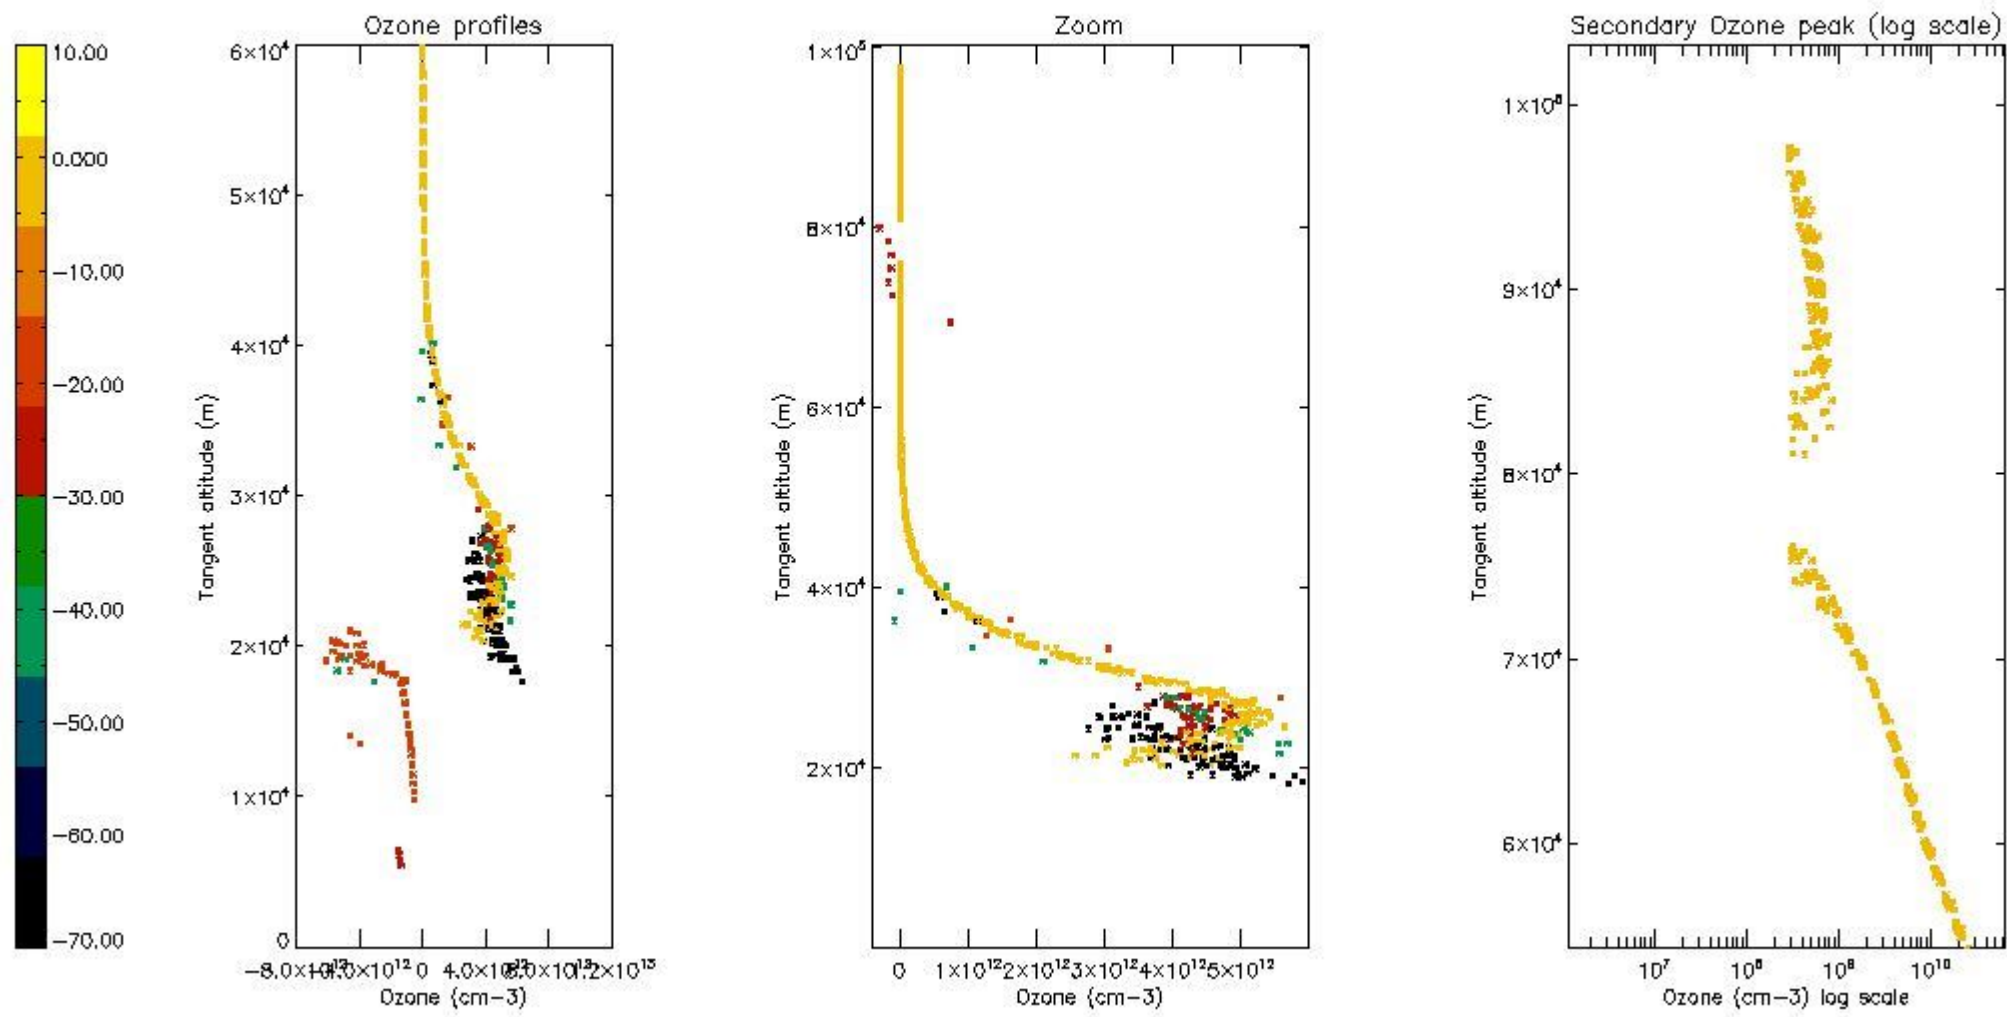 Ozone profiles
Zoom
Secondary Ozone peak (log scale)
10.00
0.000
-10.00
-20.00
-30.00
-40.00
-50.00
-60.00
-70.00
6×10⁴
5×10⁴
4×10⁴
3×10⁴
2×10⁴
1×10⁴
0
Tangent altitude (m)
0
Ozone (cm-3)
1×10⁵
8×10⁴
6×10⁴
4×10⁴
2×10⁴
Tangent altitude (m)
0 1×10¹² 2×10¹² 3×10¹² 4×10¹² 5×10¹²
Ozone (cm-3)
9×10⁴
8×10⁴
7×10⁴
6×10⁴
Tangent altitude (m)
10⁷ 10⁹ 10¹⁰
Ozone (cm-3) log scale